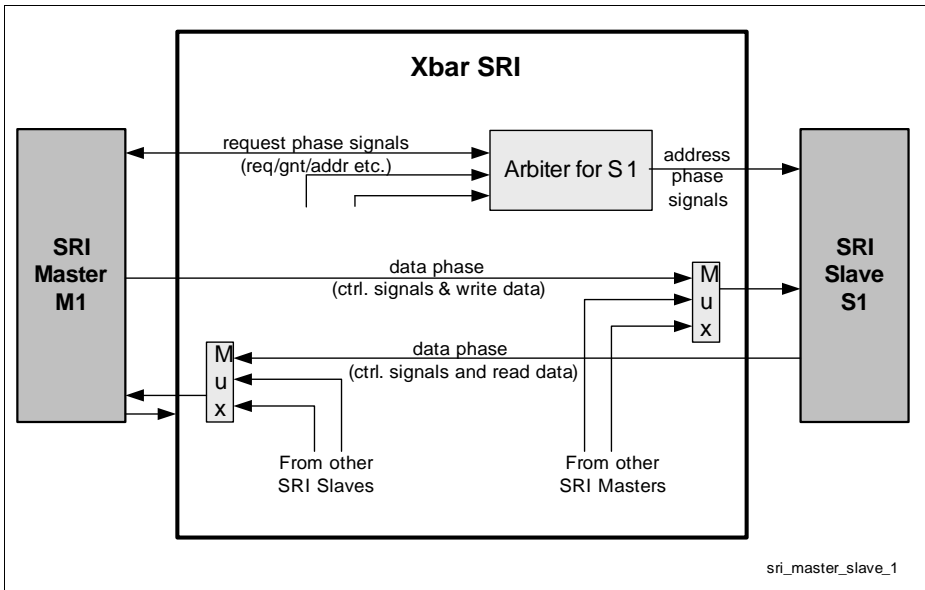 Xbar SRI
request phase signals
(req/gnt/addr etc.)
Arbiter for S1
address
phase
signals
SRI
Master
M1
data phase
(ctrl. signals & write data)
M
u
x
SRI
Slave
S1
data phase
(ctrl. signals and read data)
M
u
x
From other
SRI Slaves
From other
SRI Masters
sri_master_slave_1